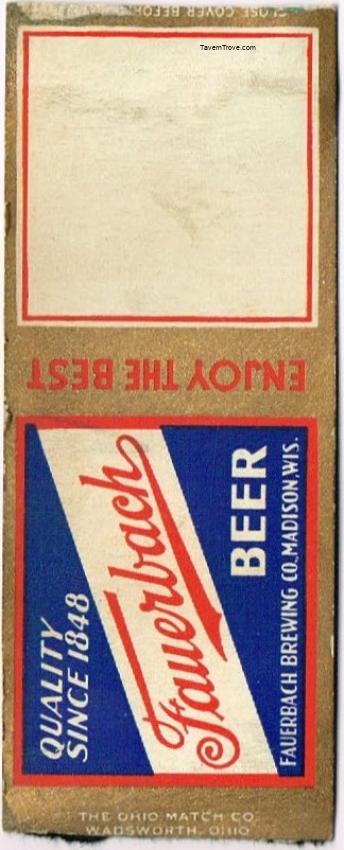 CLOSE COVER BEFORE
TavernTrove.com
ENJOY THE BEST
QUALITY
SINCE 1848
Fauerbach
BEER
FAUERBACH BREWING CO., MADISON, WIS.
THE OHIO MATCH CO.
WADSWORTH, OHIO